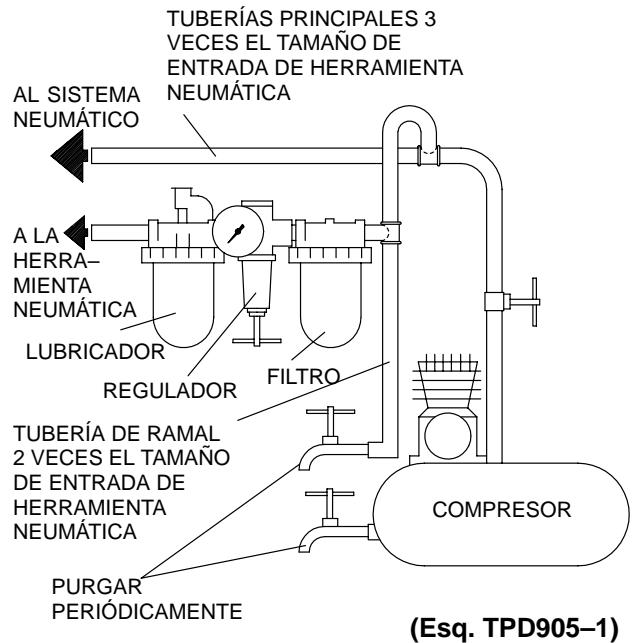 TUBERÍAS PRINCIPALES 3
VECES EL TAMAÑO DE
ENTRADA DE HERRAMIENTA
NEUMÁTICA
AL SISTEMA
NEUMÁTICO
A LA
HERRA–
MIENTA
NEUMÁTICA
LUBRICADOR
REGULADOR
FILTRO
TUBERÍA DE RAMAL
2 VECES EL TAMAÑO
DE ENTRADA DE
HERRAMIENTA
NEUMÁTICA
COMPRESOR
PURGAR
PERIÓDICAMENTE
(Esq. TPD905–1)